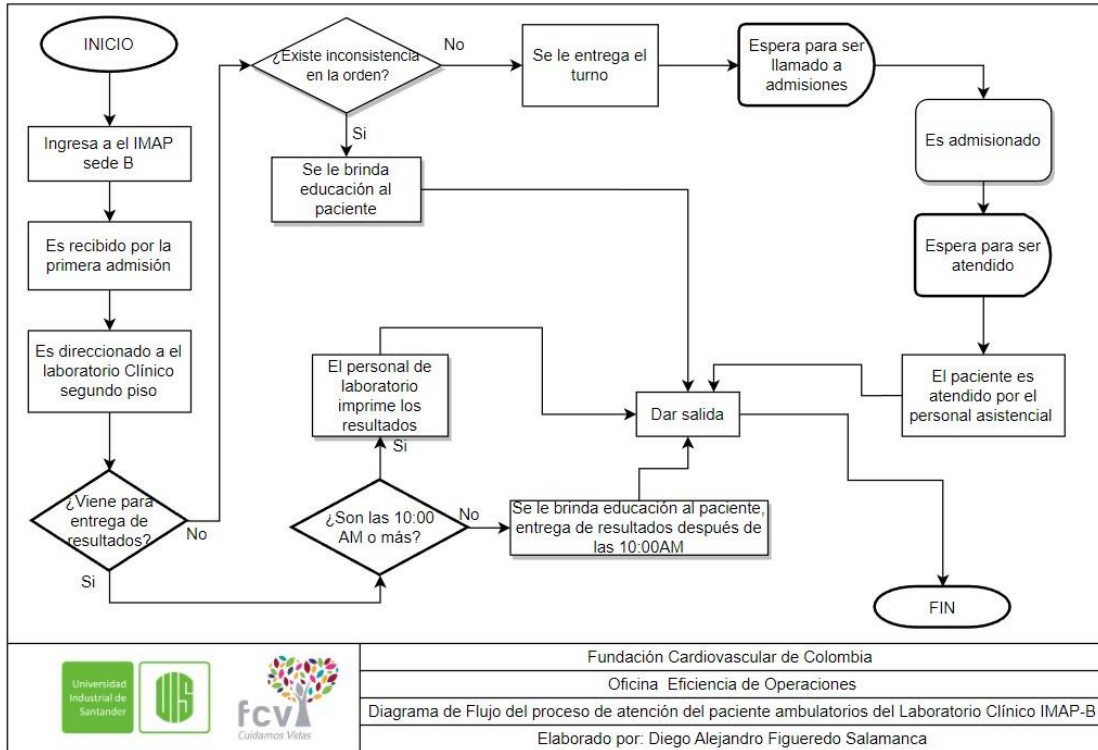 INICIO
Ingresa a el IMAP
sede B
Es recibido por la
primera admisión
Es direccionado a el
laboratorio Clínico
segundo piso
¿Viene para
entrega de
resultados?
No
Si
¿Existe inconsistencia
en la orden?
No
Si
Se le brinda
educación al
paciente
Se le entrega el
turno
Espera para ser
llamado a
admisiones
Es admisionado
Espera para ser
atendido
El paciente es
atendido por el
personal asistencial
El personal de
laboratorio
imprime los
resultados
Si
¿Son las 10:00
AM o más?
No
Se le brinda educación al paciente,
entrega de resultados después de
las 10:00AM
Dar salida
FIN
Universidad
Industrial de
Santander
UIS
fcv
Cuidamos Vidas
Fundación Cardiovascular de Colombia
Oficina Eficiencia de Operaciones
Diagrama de Flujo del proceso de atención del paciente ambulatorios del Laboratorio Clínico IMAP-B
Elaborado por: Diego Alejandro Figueredo Salamanca